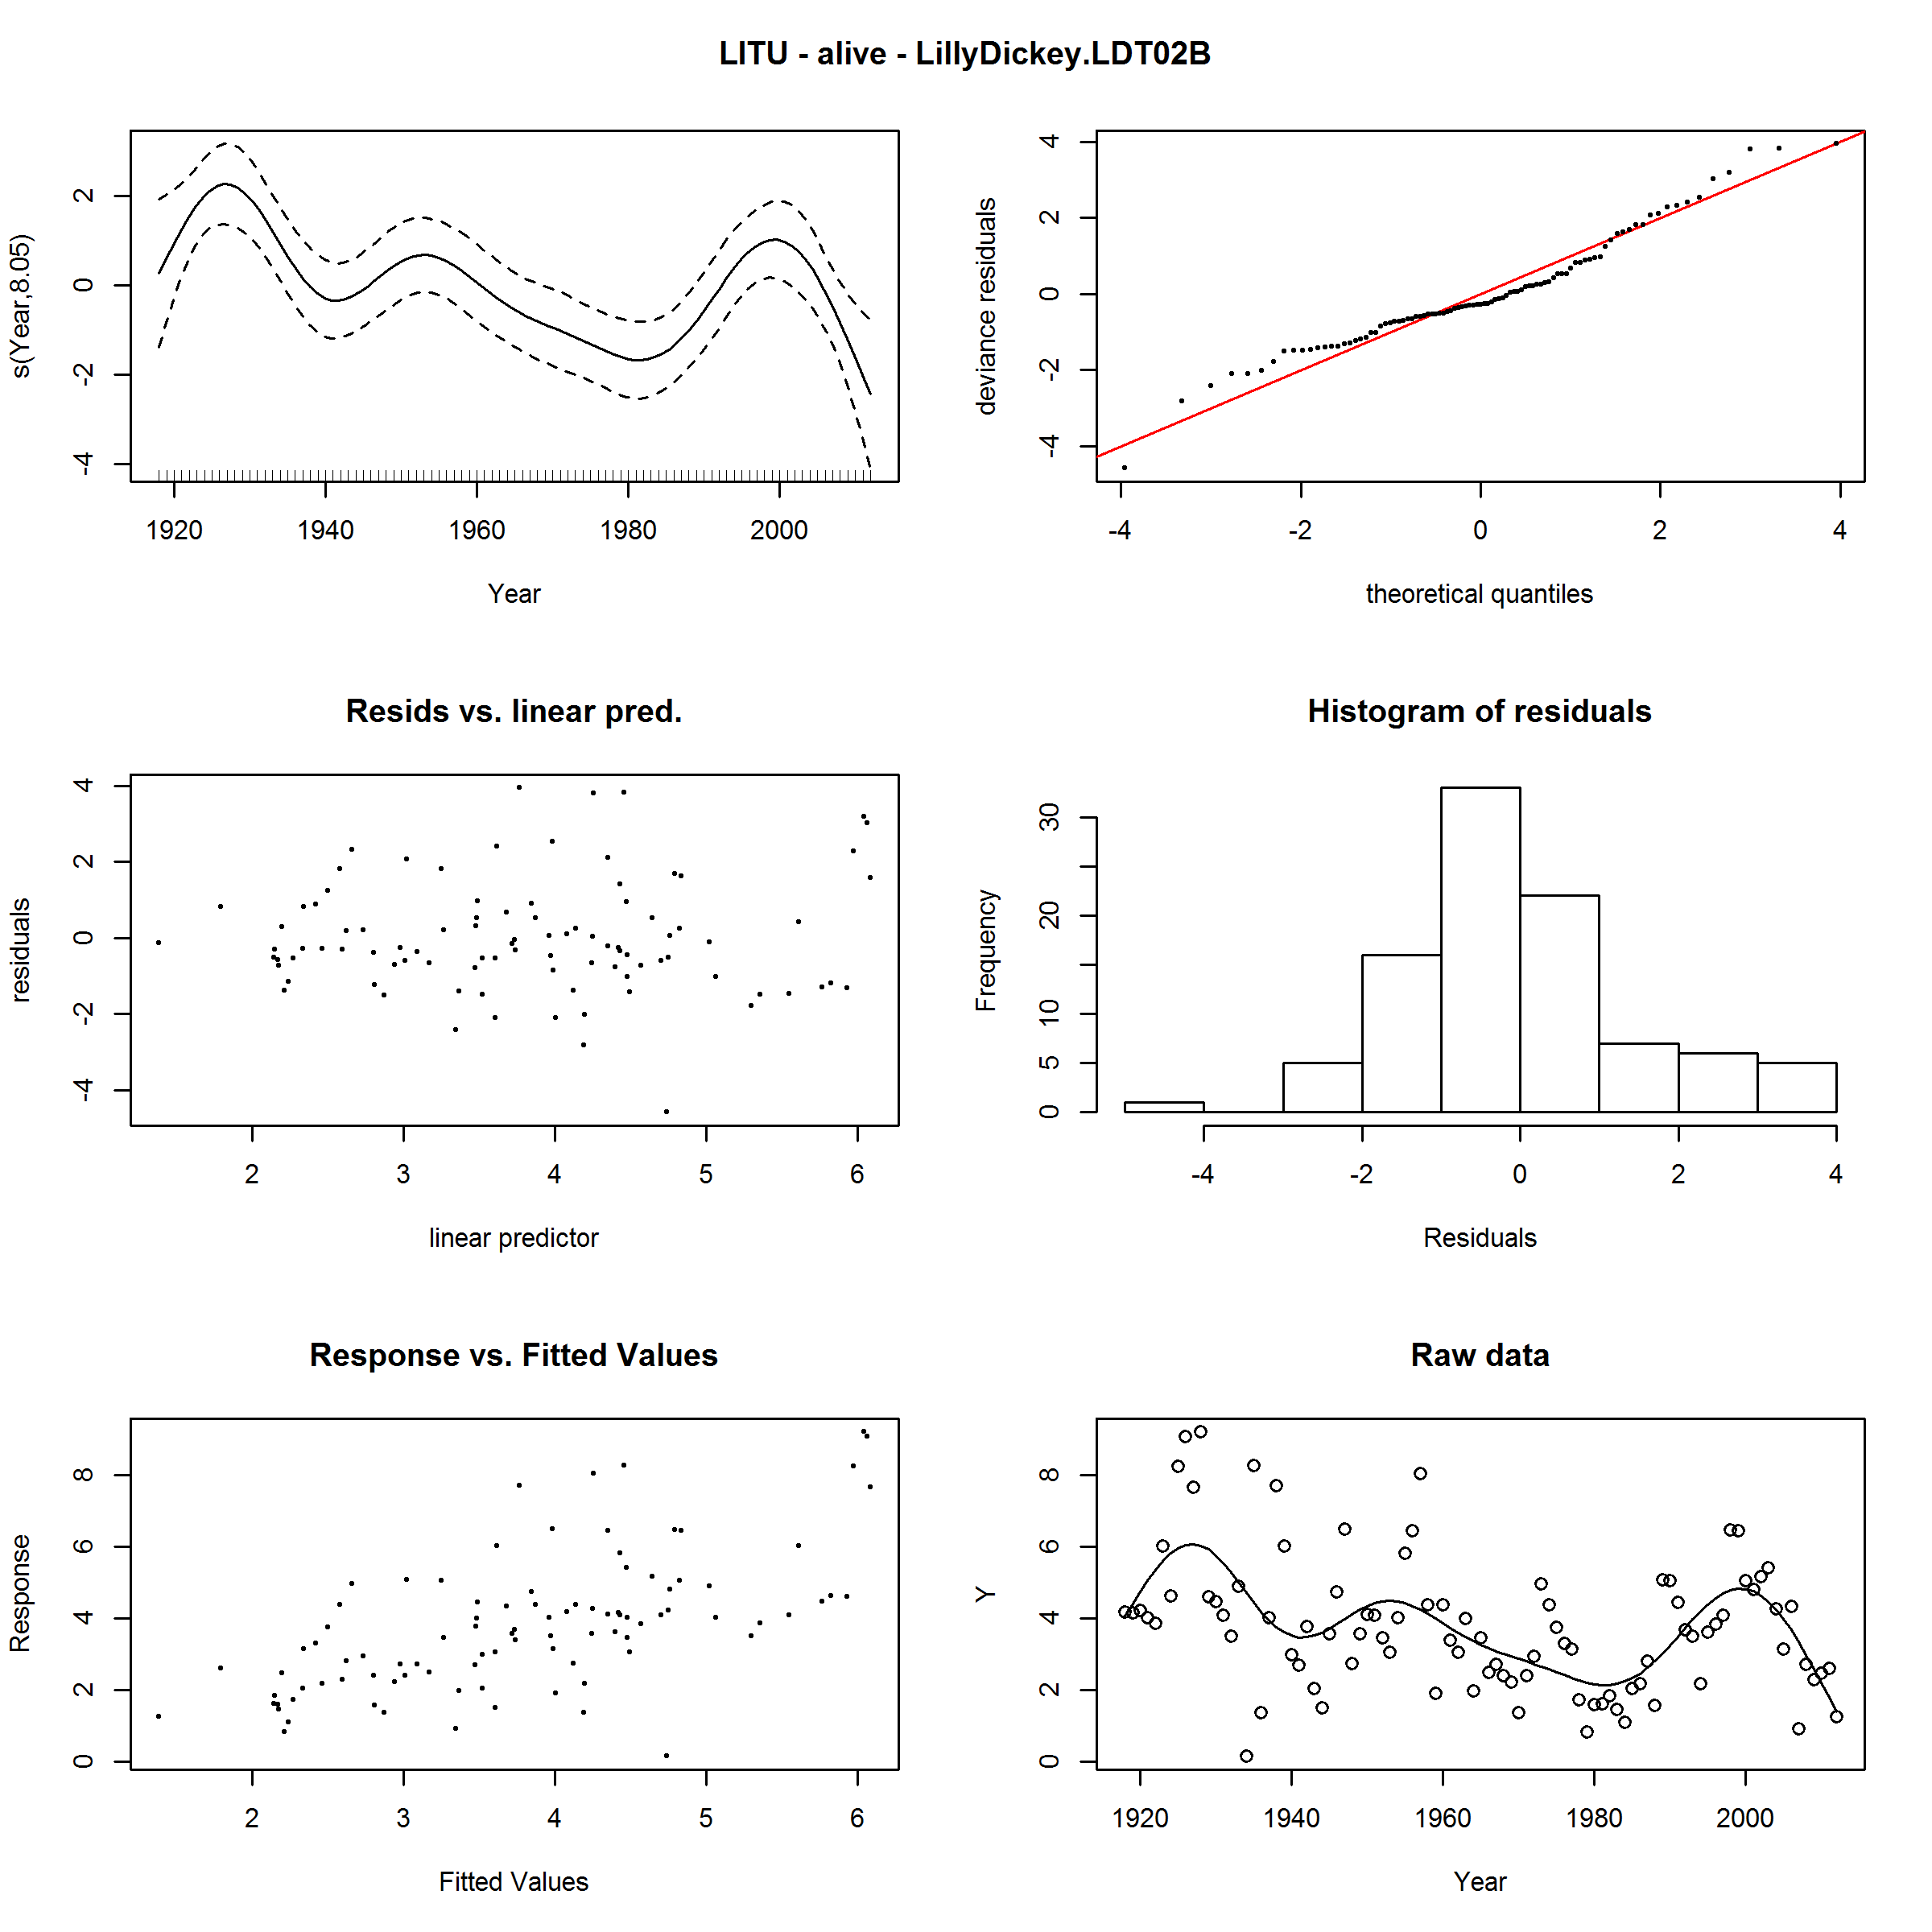 LITU - alive - LillyDickey.LDT02B
s(Year,8.05)
2
0
-2
-4
1920 1940 1960 1980 2000
Year
deviance residuals
4
2
0
-2
-4
-4 -2 0 2 4
theoretical quantiles
Resids vs. linear pred.
residuals
4
2
0
-2
-4
2 3 4 5 6
linear predictor
Histogram of residuals
Frequency
30
20
10
5
0
-4 -2 0 2 4
Residuals
Response vs. Fitted Values
Response
8
6
4
2
0
2 3 4 5 6
Fitted Values
Raw data
Y
8
6
4
2
0
1920 1940 1960 1980 2000
Year